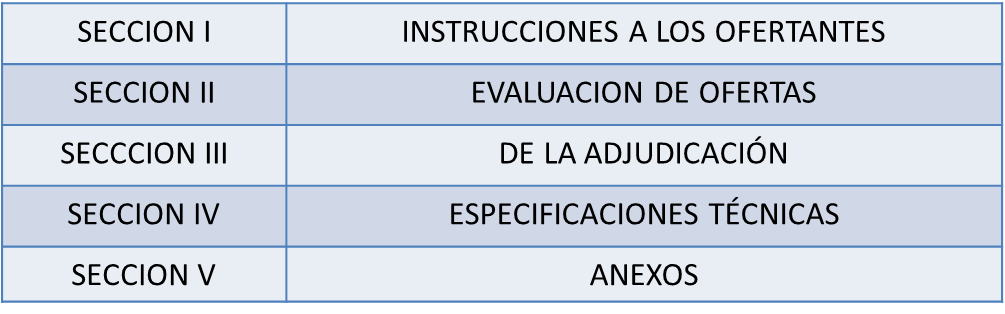 SECCION I INSTRUCCIONES A LOS OFERTANTES
SECCION II EVALUACION DE OFERTAS
SECCCION III DE LA ADJUDICACIÓN
SECCION IV ESPECIFICACIONES TÉCNICAS
SECCION V ANEXOS